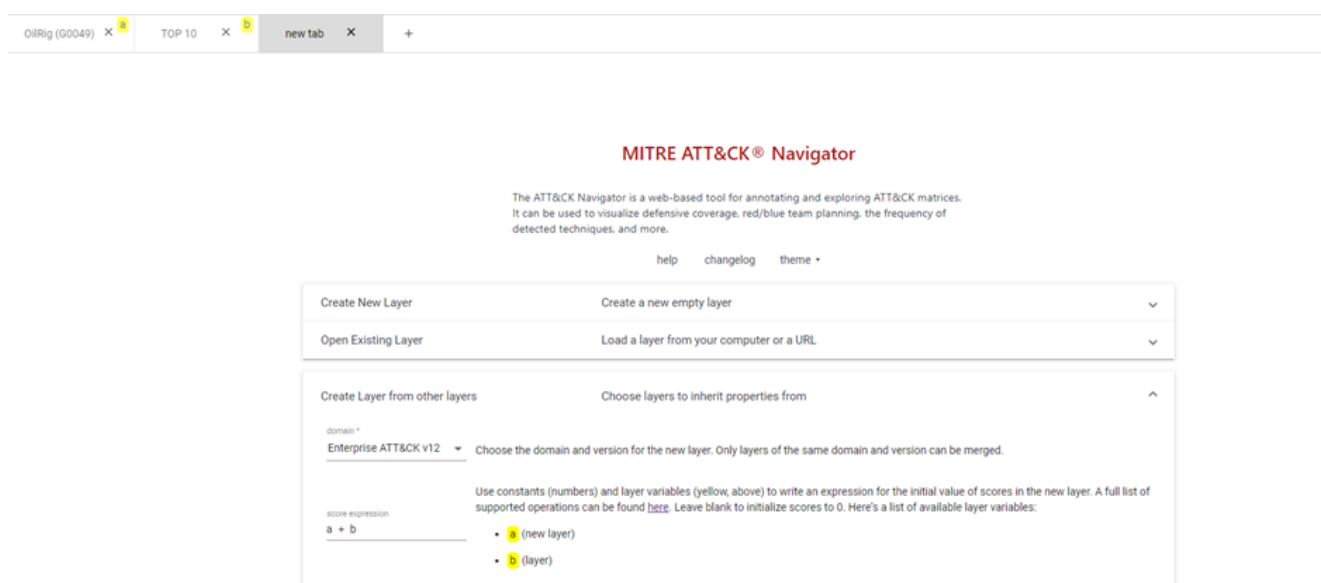 OilRig (G0049) × a TOP 10 × b new tab × +
MITRE ATT&CK® Navigator
The ATT&CK Navigator is a web-based tool for annotating and exploring ATT&CK matrices.
It can be used to visualize defensive coverage, red/blue team planning, the frequency of
detected techniques, and more.
help changelog theme
Create New Layer Create a new empty layer
Open Existing Layer Load a layer from your computer or a URL
Create Layer from other layers Choose layers to inherit properties from
domain *
Enterprise ATT&CK v12 Choose the domain and version for the new layer. Only layers of the same domain and version can be merged.
Use constants (numbers) and layer variables (yellow, above) to write an expression for the initial value of scores in the new layer. A full list of
supported operations can be found here. Leave blank to initialize scores to 0. Here's a list of available layer variables:
score expression
a + b
• a (new layer)
• b (layer)